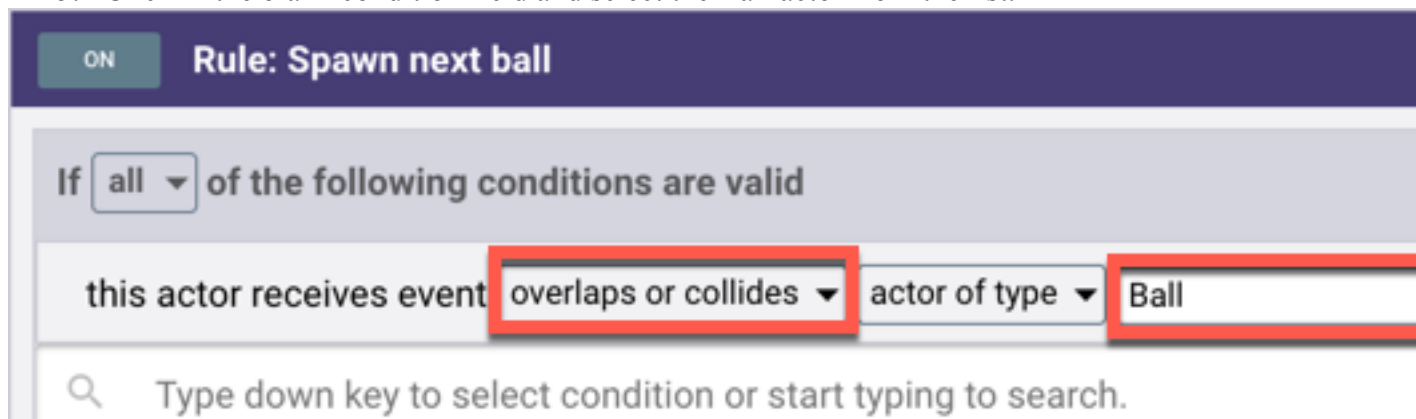 ON Rule: Spawn next ball
If all of the following conditions are valid
this actor receives event overlaps or collides actor of type Ball
Type down key to select condition or start typing to search.